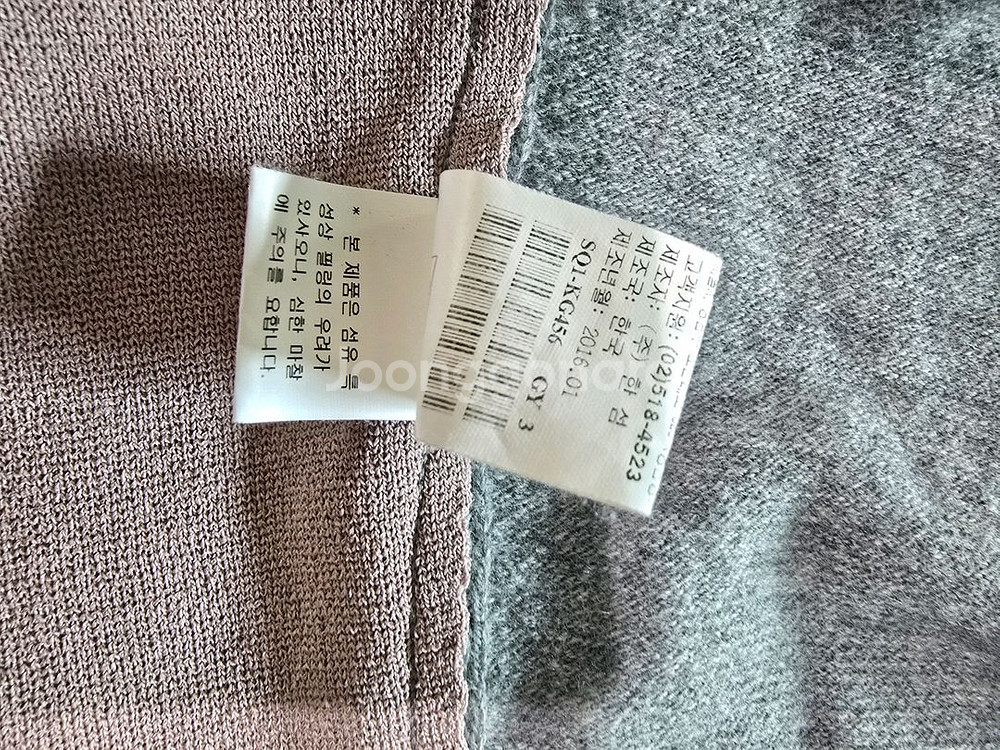 * 본 제품은 섬유 특
성상 필링의 우려가
있사오니, 심한 마찰
에 주의를 요합니다.
고객지원: (02)518-4523
제조자: (주) 한 섬
제조국: 한국
제조년월: 2016.01
SQ1-KG456 GY 3